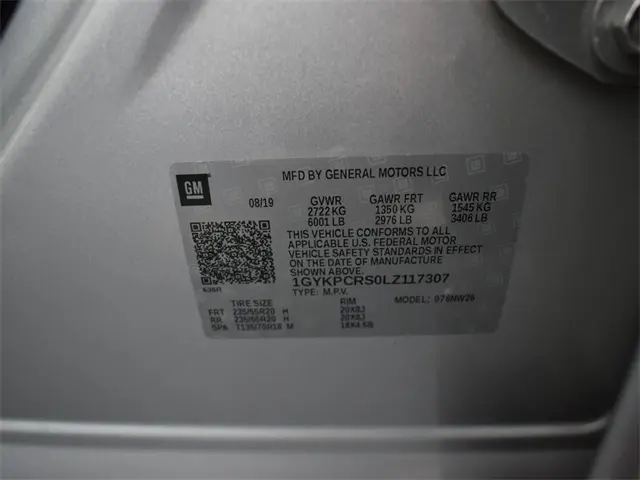 MFD BY GENERAL MOTORS LLC
GM
08/19 GVWR GAWR FRT GAWR RR
2722 KG 1350 KG 1545 KG
6001 LB 2976 LB 3406 LB
THIS VEHICLE CONFORMS TO ALL
APPLICABLE U.S. FEDERAL MOTOR
VEHICLE SAFETY STANDARDS IN EFFECT
ON THE DATE OF MANUFACTURE
SHOWN ABOVE.
1GYKPCRS0LZ117307
TYPE: M.P.V.
TIRE SIZE RIM MODEL:
FRT 235/55R20 H 20X8J
RR 235/55R20 H 20X8J
SPA T135/70R18 M